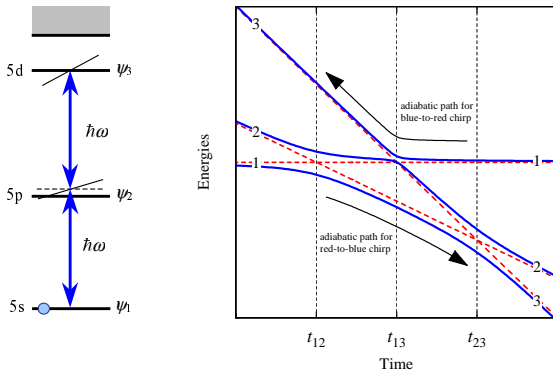 5d ψ3
ħω
5p ψ2
ħω
5s ψ1
Energies
3
2
1
adiabatic path for
blue-to-red chirp
1
adiabatic path for
red-to-blue chirp
2
3
t12 t13 t23
Time